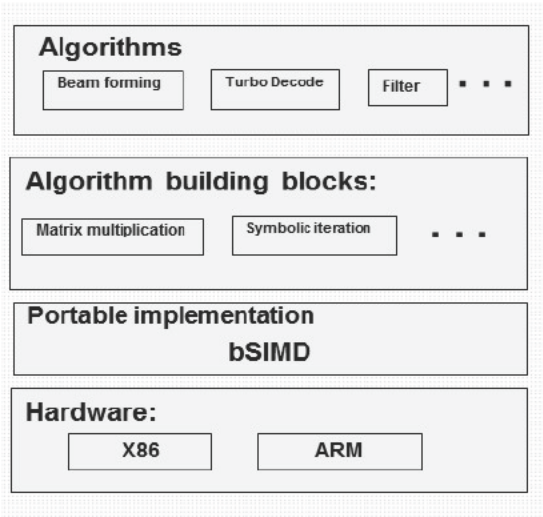 Algorithms
Beam forming
Turbo Decode
Filter
. . .
Algorithm building blocks:
Matrix multiplication
Symbolic iteration
. . .
Portable implementation
bSIMD
Hardware:
X86
ARM